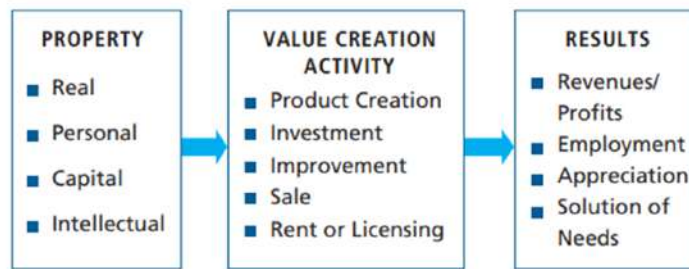 PROPERTY
Real
Personal
Capital
Intellectual
VALUE CREATION
ACTIVITY
Product Creation
Investment
Improvement
Sale
Rent or Licensing
RESULTS
Revenues/
Profits
Employment
Appreciation
Solution of
Needs